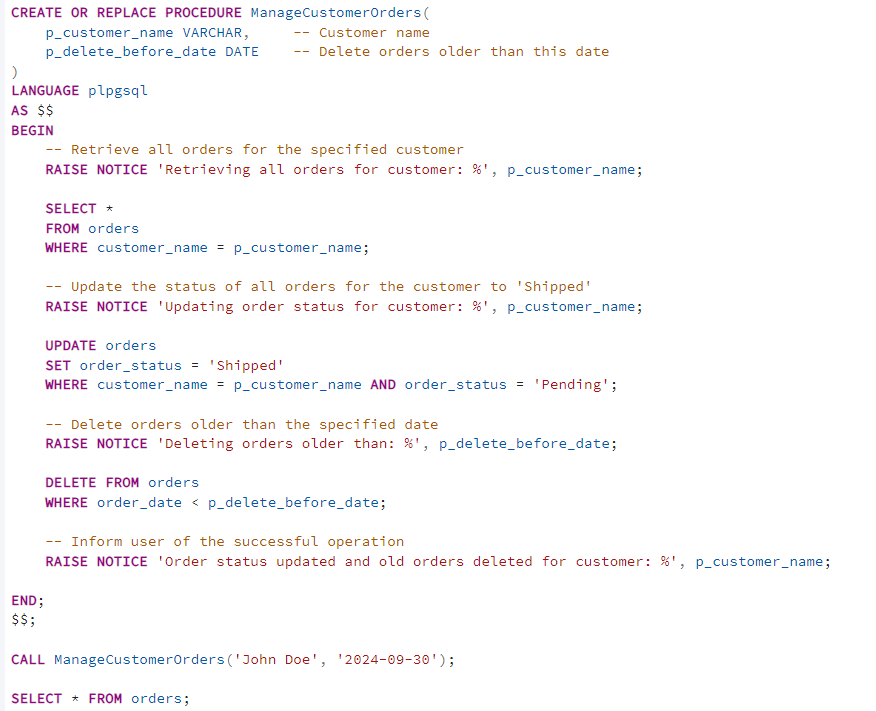 CREATE OR REPLACE PROCEDURE ManageCustomerOrders(
    p_customer_name VARCHAR,     -- Customer name
    p_delete_before_date DATE    -- Delete orders older than this date
)
LANGUAGE plpgsql
AS $$
BEGIN
    -- Retrieve all orders for the specified customer
    RAISE NOTICE 'Retrieving all orders for customer: %', p_customer_name;

    SELECT *
    FROM orders
    WHERE customer_name = p_customer_name;

    -- Update the status of all orders for the customer to 'Shipped'
    RAISE NOTICE 'Updating order status for customer: %', p_customer_name;

    UPDATE orders
    SET order_status = 'Shipped'
    WHERE customer_name = p_customer_name AND order_status = 'Pending';

    -- Delete orders older than the specified date
    RAISE NOTICE 'Deleting orders older than: %', p_delete_before_date;

    DELETE FROM orders
    WHERE order_date < p_delete_before_date;

    -- Inform user of the successful operation
    RAISE NOTICE 'Order status updated and old orders deleted for customer: %', p_customer_name;

END;
$$;

CALL ManageCustomerOrders('John Doe', '2024-09-30');

SELECT * FROM orders;